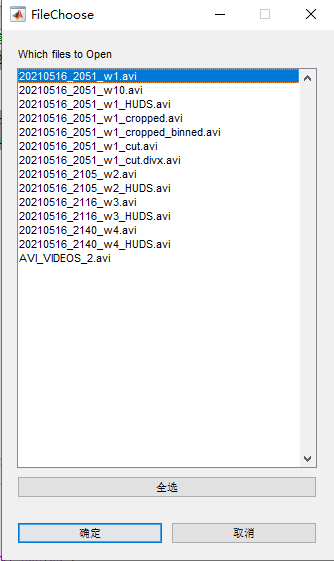 FileChoose
Which files to Open
20210516_2051_w1.avi
20210516_2051_w10.avi
20210516_2051_w1_HUDS.avi
20210516_2051_w1_cropped.avi
20210516_2051_w1_cropped_binned.avi
20210516_2051_w1_cut.avi
20210516_2051_w1_cut.divx.avi
20210516_2105_w2.avi
20210516_2105_w2_HUDS.avi
20210516_2116_w3.avi
20210516_2116_w3_HUDS.avi
20210516_2140_w4.avi
20210516_2140_w4_HUDS.avi
AVI_VIDEOS_2.avi
全选
确定 取消